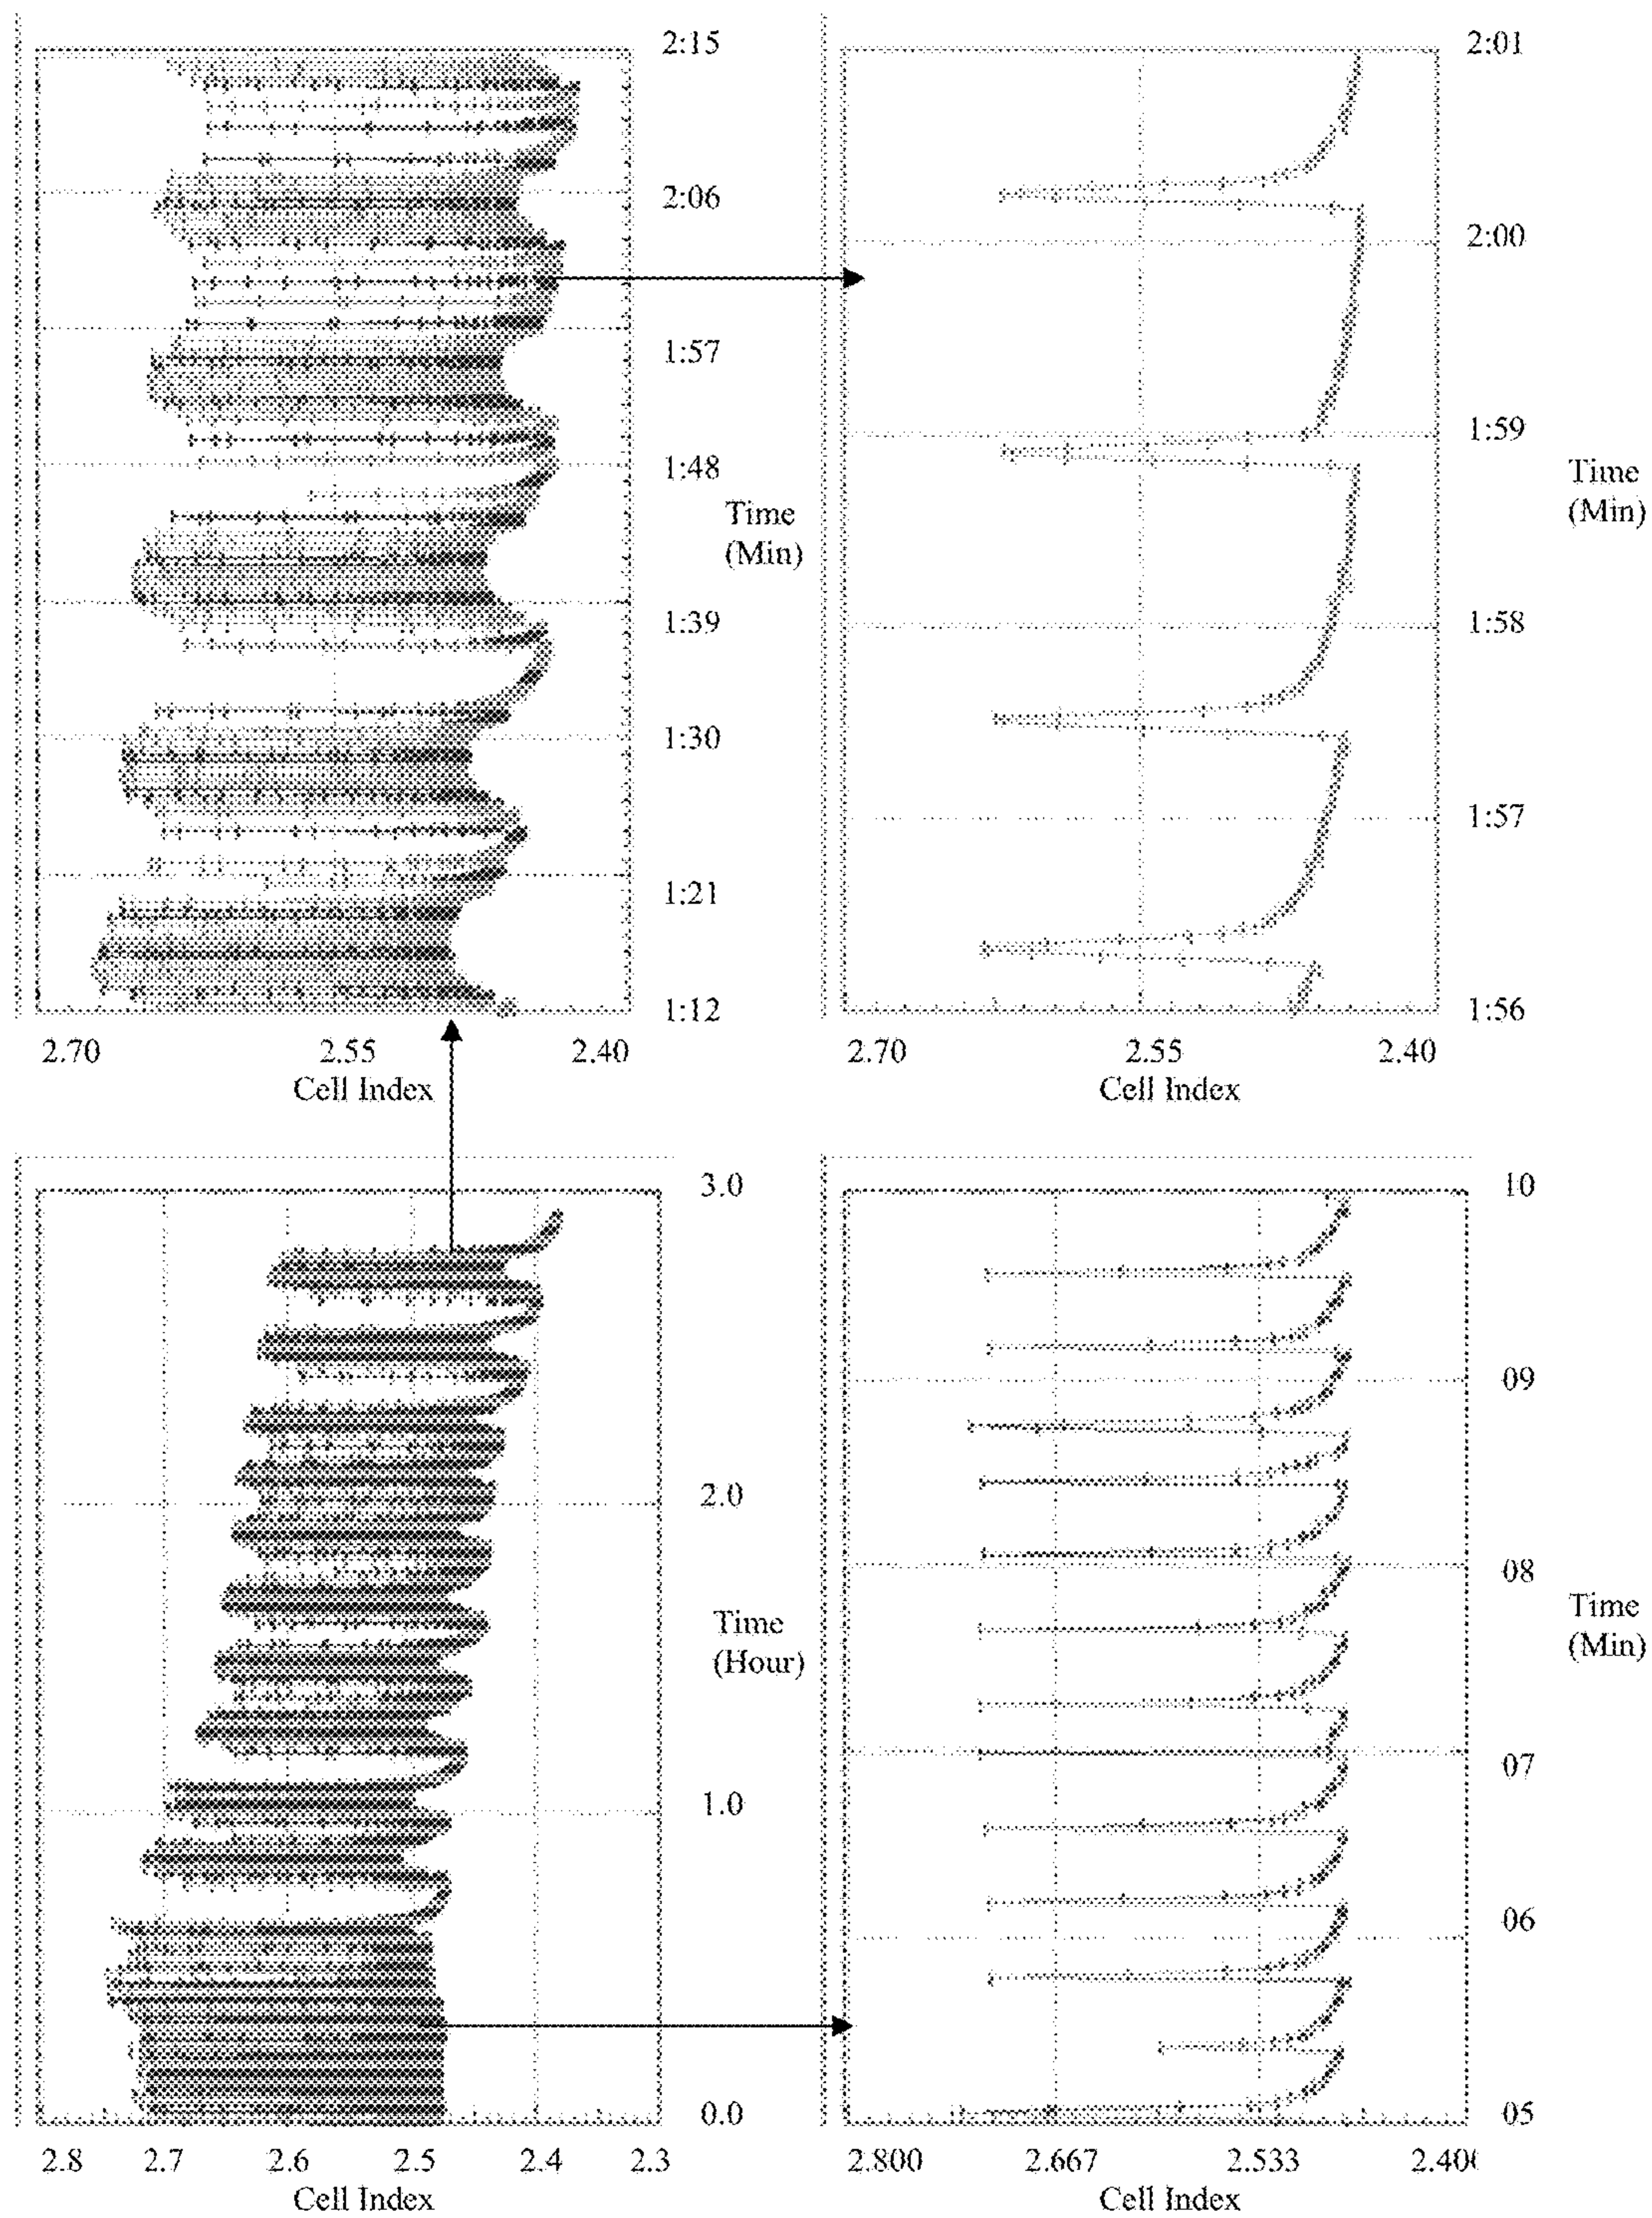 2:15
2:06
1:57
1:48
Time
(Min)
1:39
1:30
1:21
1:12
2.70 2.55 2.40
Cell Index
2:01
2:00
1:59
Time
(Min)
1:58
1:57
1:56
2.70 2.55 2.40
Cell Index
3.0
2.0
Time
(Hour)
1.0
0.0
2.8 2.7 2.6 2.5 2.4 2.3
Cell Index
10
09
08
Time
(Min)
07
06
05
2.800 2.667 2.533 2.400
Cell Index